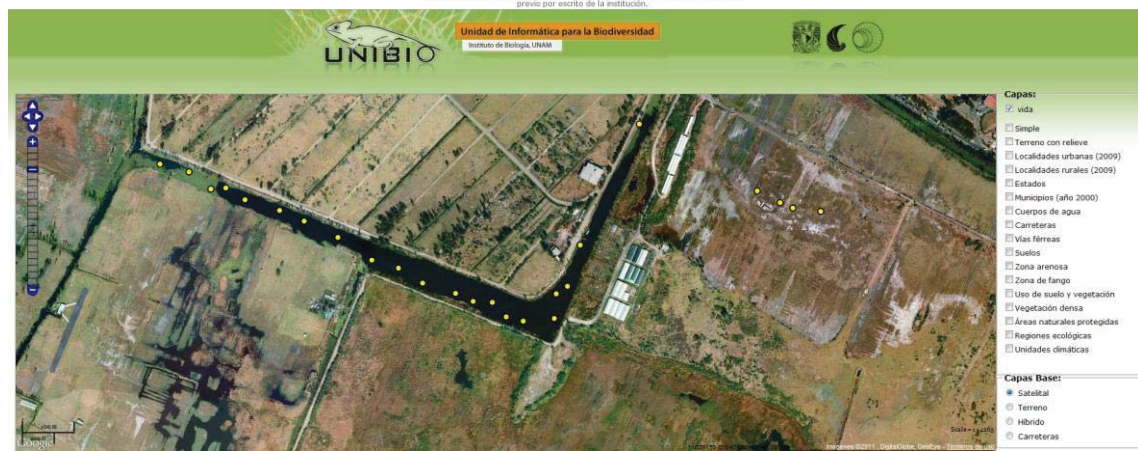 previo por escrito de la institución.
UNIBIO
Unidad de Informática para la Biodiversidad
Instituto de Biología, UNAM
Capas:
vida
Simple
Terreno con relieve
Localidades urbanas (2009)
Localidades rurales (2009)
Estados
Municipios (año 2000)
Cuerpos de agua
Carreteras
Vías férreas
Suelos
Zona arenosa
Zona de fango
Uso de suelo y vegetación
Vegetación densa
Áreas naturales protegidas
Regiones ecológicas
Unidades climáticas
Capas Base:
Satelital
Terreno
Híbrido
Carreteras
Google
Imágenes ©2011 , DigitalGlobe, GeoEye - Términos de uso